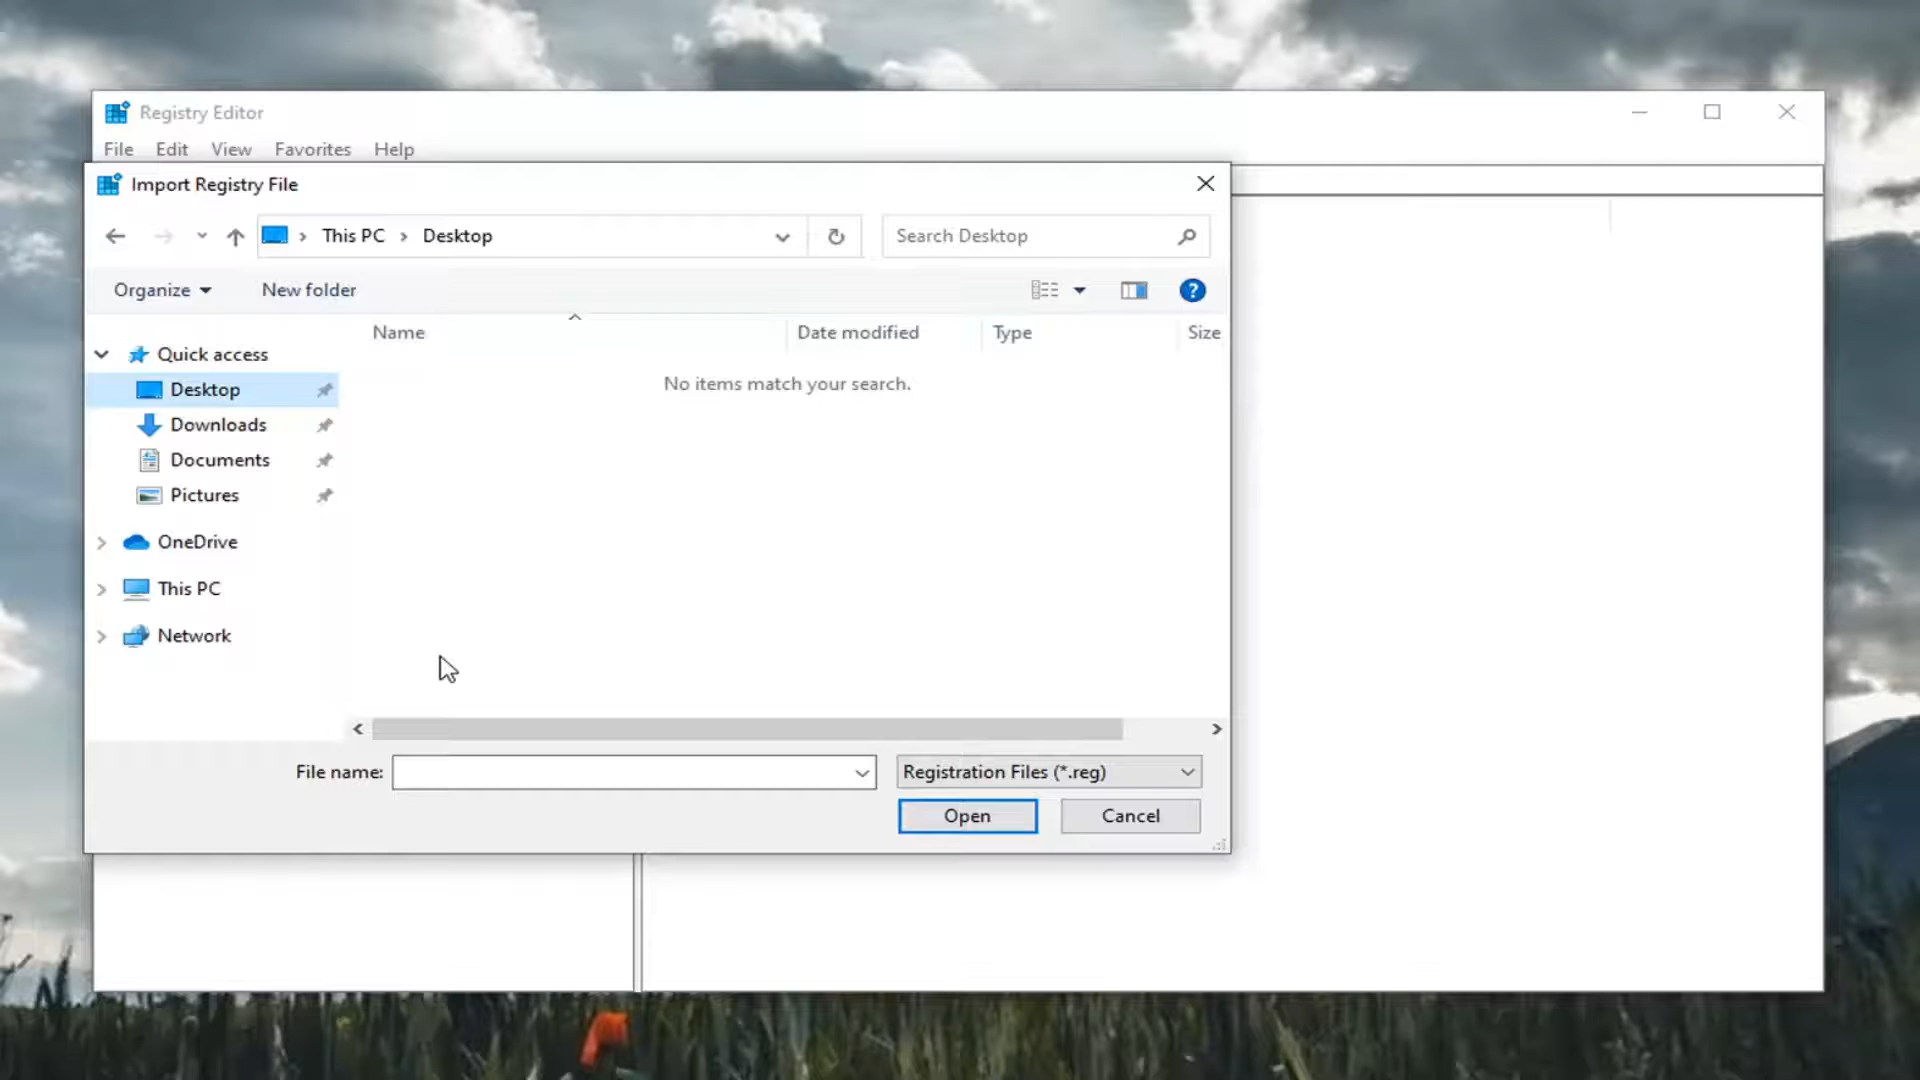 Registry Editor
File Edit View Favorites Help
Import Registry File
This PC Desktop
Search Desktop
Organize New folder
?
Name Date modified Type Size
No items match your search.
Quick access
Desktop
Downloads
Documents
Pictures
OneDrive
This PC
Network
File name:
Registration Files (*.reg)
Open Cancel